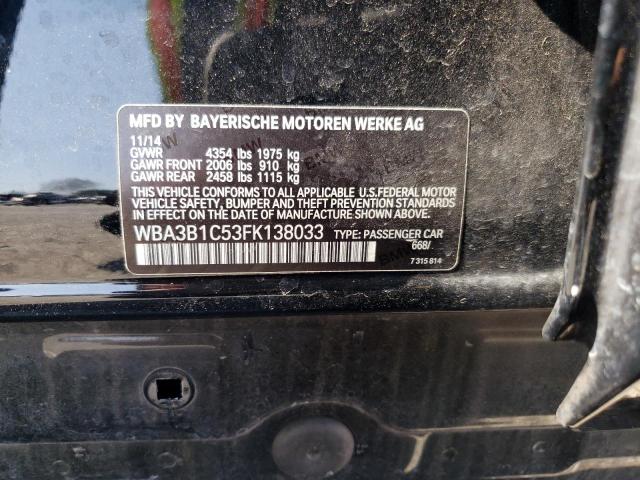 MFD BY BAYERISCHE MOTOREN WERKE AG
11/14
GVWR 4354 lbs 1975 kg
GAWR FRONT 2006 lbs 910 kg
GAWR REAR 2458 lbs 1115 kg
THIS VEHICLE CONFORMS TO ALL APPLICABLE U.S.FEDERAL MOTOR
VEHICLE SAFETY, BUMPER, AND THEFT PREVENTION STANDARDS IN
EFFECT ON THE DATE OF MANUFACTURE SHOWN ABOVE.
WBA3B1C53FK138033 TYPE: PASSENGER CAR
668/
7 315 814